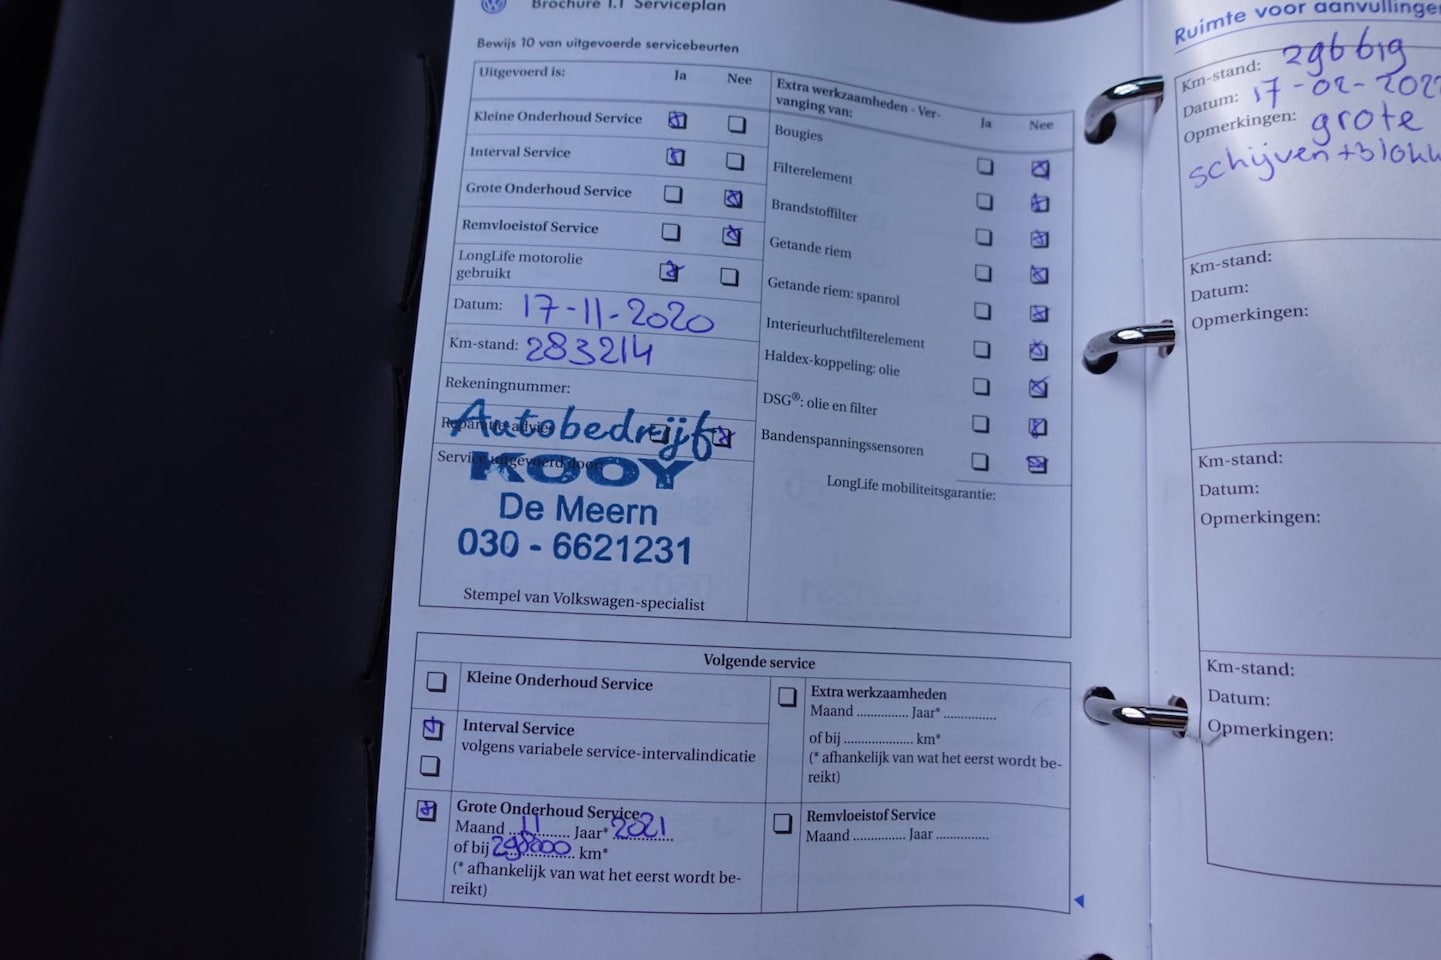 Brochure 1.1 Serviceplan
Bewijs 10 van uitgevoerde servicebeurten
Uitgevoerd is: Ja Nee
Kleine Onderhoud Service
Interval Service
Grote Onderhoud Service
Remvloeistof Service
LongLife motorolie
gebruikt
Datum: 17-11-2020
Km-stand: 283214
Rekeningnummer:
Reparatie-advies
Service uitgevoerd door:
Autobedrijf
KOOY
De Meern
030 - 6621231
Stempel van Volkswagen-specialist
Extra werkzaamheden - Ver-
vanging van: Ja Nee
Bougies
Filterelement
Brandstoffilter
Getande riem
Getande riem: spanrol
Interieurluchtfilterelement
Haldex-koppeling: olie
DSG®: olie en filter
Bandenspanningssensoren
LongLife mobiliteitsgarantie:
Volgende service
Kleine Onderhoud Service
Interval Service
volgens variabele service-intervalindicatie
Grote Onderhoud Service
Maand 11 Jaar* 2021
of bij 298000 km*
(* afhankelijk van wat het eerst wordt be-
reikt)
Extra werkzaamheden
Maand .............. Jaar* ..............
of bij .................... km*
(* afhankelijk van wat het eerst wordt be-
reikt)
Remvloeistof Service
Maand .............. Jaar ..............
Ruimte voor aanvullinge
Km-stand: 296619
Datum: 17-02-202
Opmerkingen: grote
schijven + blokk
Km-stand:
Datum:
Opmerkingen:
Km-stand:
Datum:
Opmerkingen:
Km-stand:
Datum:
Opmerkingen: